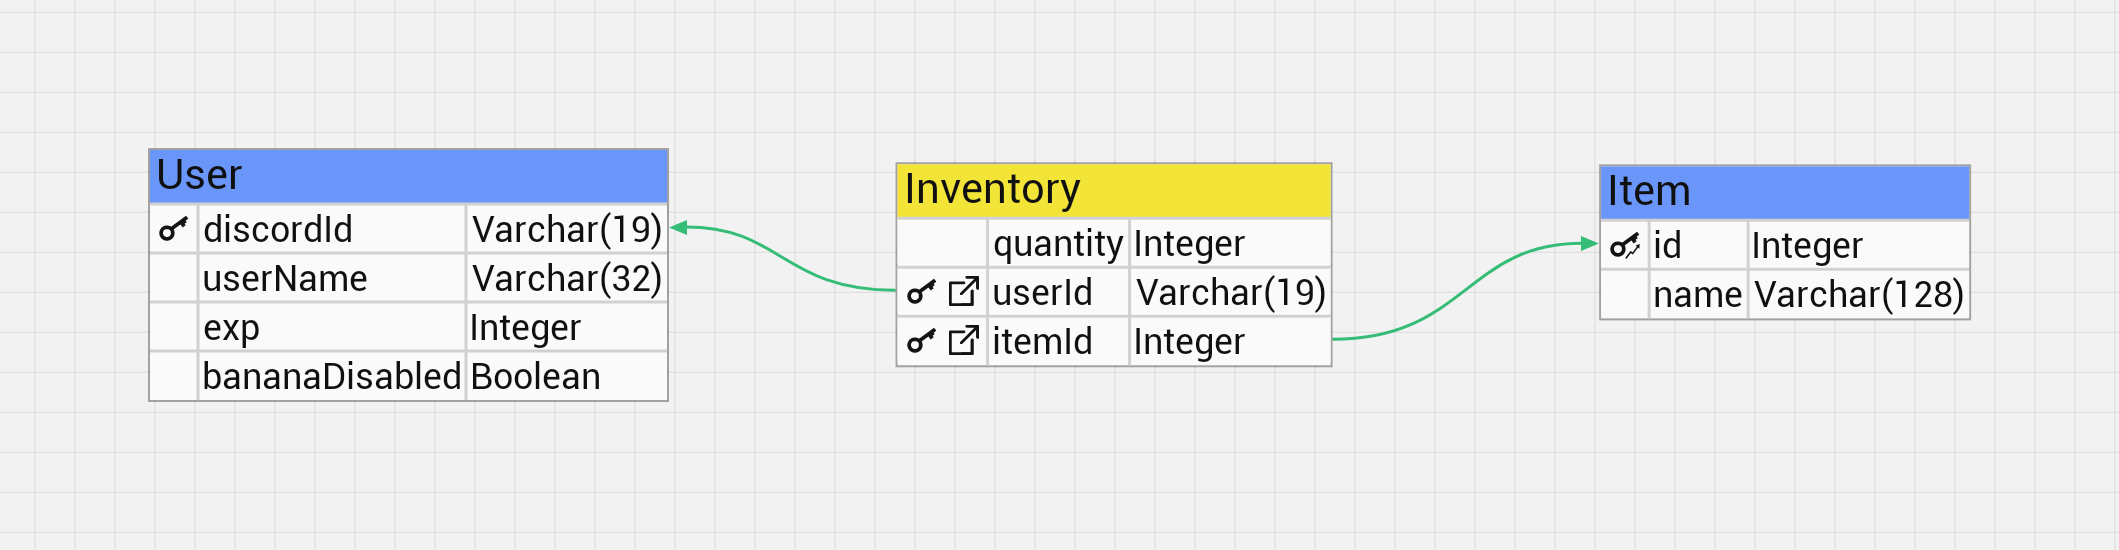 User
discordId Varchar(19)
userName Varchar(32)
exp Integer
bananaDisabled Boolean
Inventory
quantity Integer
userId Varchar(19)
itemId Integer
Item
id Integer
name Varchar(128)